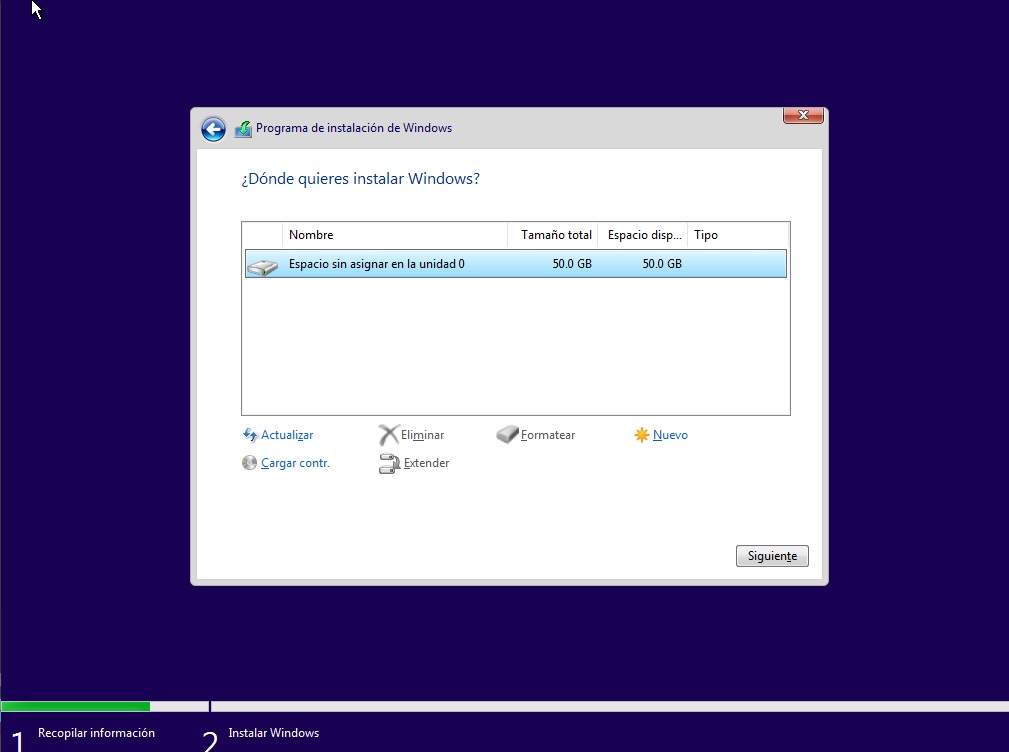 Programa de instalación de Windows
¿Dónde quieres instalar Windows?
Nombre Tamaño total Espacio disp... Tipo
Espacio sin asignar en la unidad 0 50.0 GB 50.0 GB
Actualizar Eliminar Formatear Nuevo
Cargar contr. Extender
Siguiente
1 Recopilar información 2 Instalar Windows